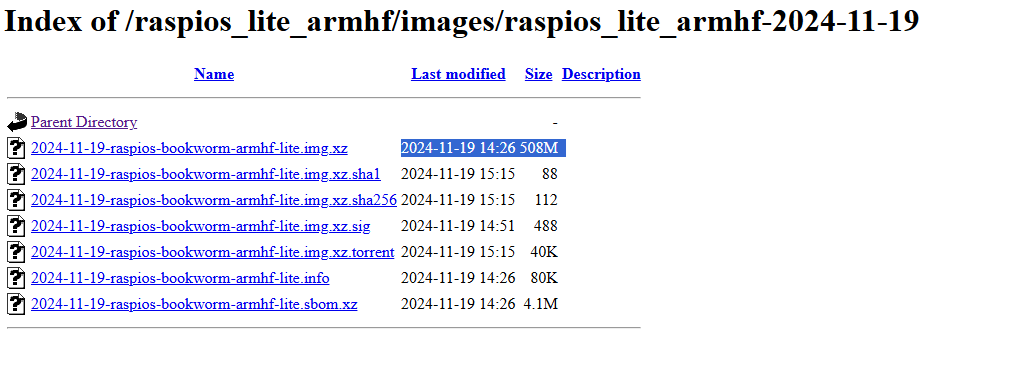 Index of /raspios_lite_armhf/images/raspios_lite_armhf-2024-11-19
Name Last modified Size Description
Parent Directory -
2024-11-19-raspios-bookworm-armhf-lite.img.xz 2024-11-19 14:26 508M
2024-11-19-raspios-bookworm-armhf-lite.img.xz.sha1 2024-11-19 15:15 88
2024-11-19-raspios-bookworm-armhf-lite.img.xz.sha256 2024-11-19 15:15 112
2024-11-19-raspios-bookworm-armhf-lite.img.xz.sig 2024-11-19 14:51 488
2024-11-19-raspios-bookworm-armhf-lite.img.xz.torrent 2024-11-19 15:15 40K
2024-11-19-raspios-bookworm-armhf-lite.info 2024-11-19 14:26 80K
2024-11-19-raspios-bookworm-armhf-lite.sbom.xz 2024-11-19 14:26 4.1M